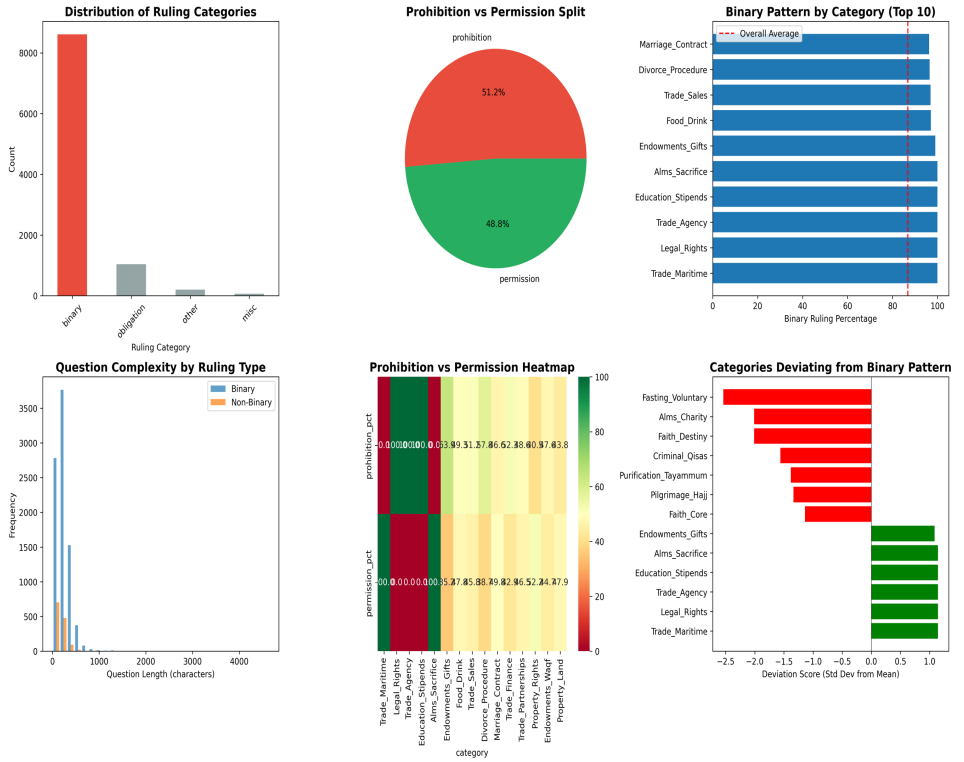 Distribution of Ruling Categories
8000
6000
4000
2000
0
Count
binary
obligation
other
misc
Ruling Category
Prohibition vs Permission Split
prohibition
51.2%
48.8%
permission
Binary Pattern by Category (Top 10)
Overall Average
Marriage_Contract
Divorce_Procedure
Trade_Sales
Food_Drink
Endowments_Gifts
Alms_Sacrifice
Education_Stipends
Trade_Agency
Legal_Rights
Trade_Maritime
0 20 40 60 80 100
Binary Ruling Percentage
Question Complexity by Ruling Type
Binary
Non-Binary
3500
3000
2500
2000
1500
1000
500
0
Frequency
0 1000 2000 3000 4000
Question Length (characters)
Prohibition vs Permission Heatmap
prohibition_pct
permission_pct
100
80
60
40
20
0
Trade_Maritime
Legal_Rights
Trade_Agency
Education_Stipends
Alms_Sacrifice
Endowments_Gifts
Food_Drink
Trade_Sales
Divorce_Procedure
Marriage_Contract
Trade_Finance
Trade_Partnerships
Property_Rights
Endowments_Waqf
Property_Land
category
Categories Deviating from Binary Pattern
Fasting_Voluntary
Alms_Charity
Faith_Destiny
Criminal_Qisas
Purification_Tayammum
Pilgrimage_Hajj
Faith_Core
Endowments_Gifts
Alms_Sacrifice
Education_Stipends
Trade_Agency
Legal_Rights
Trade_Maritime
−2.5 −2.0 −1.5 −1.0 −0.5 0.0 0.5 1.0
Deviation Score (Std Dev from Mean)